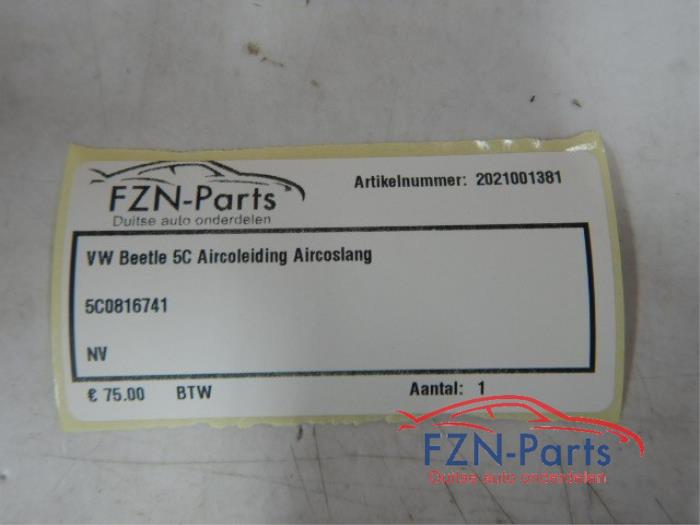 FZN-Parts
Duitse auto onderdelen
Artikelnummer: 2021001381
VW Beetle 5C Aircoleiding Aircoslang
5C0816741
NV
€ 75.00 BTW Aantal: 1
FZN-Parts
Duitse auto onderdelen